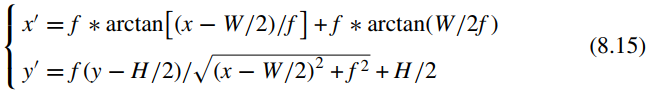 x′ = f ∗ arctan[(x − W/2)/f] + f ∗ arctan(W/2f)
y′ = f(y − H/2)/√((x − W/2)² + f²) + H/2
(8.15)